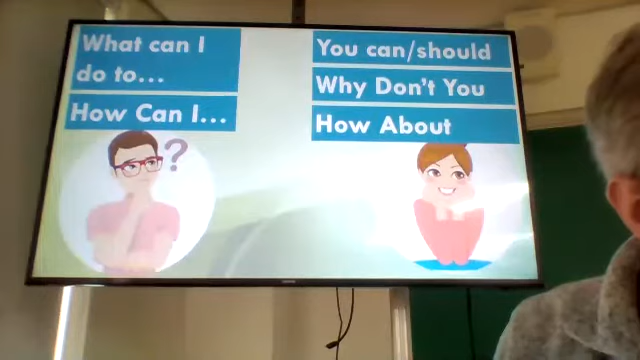 What can I
do to...
How Can I...
?
You can/should
Why Don't You
How About